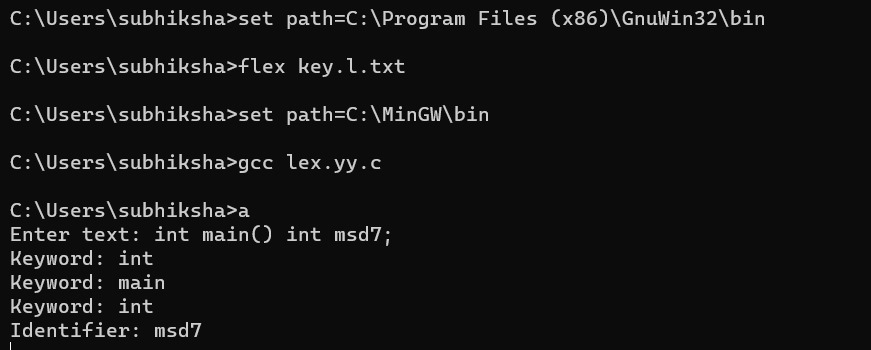 C:\Users\subhiksha>set path=C:\Program Files (x86)\GnuWin32\bin
C:\Users\subhiksha>flex key.l.txt
C:\Users\subhiksha>set path=C:\MinGW\bin
C:\Users\subhiksha>gcc lex.yy.c
C:\Users\subhiksha>a
Enter text: int main() int msd7;
Keyword: int
Keyword: main
Keyword: int
Identifier: msd7